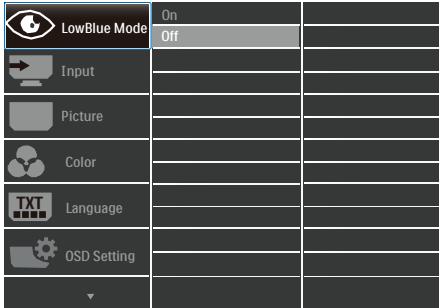 LowBlue Mode
On
Off
Input
Picture
Color
TXT
Language
OSD Setting